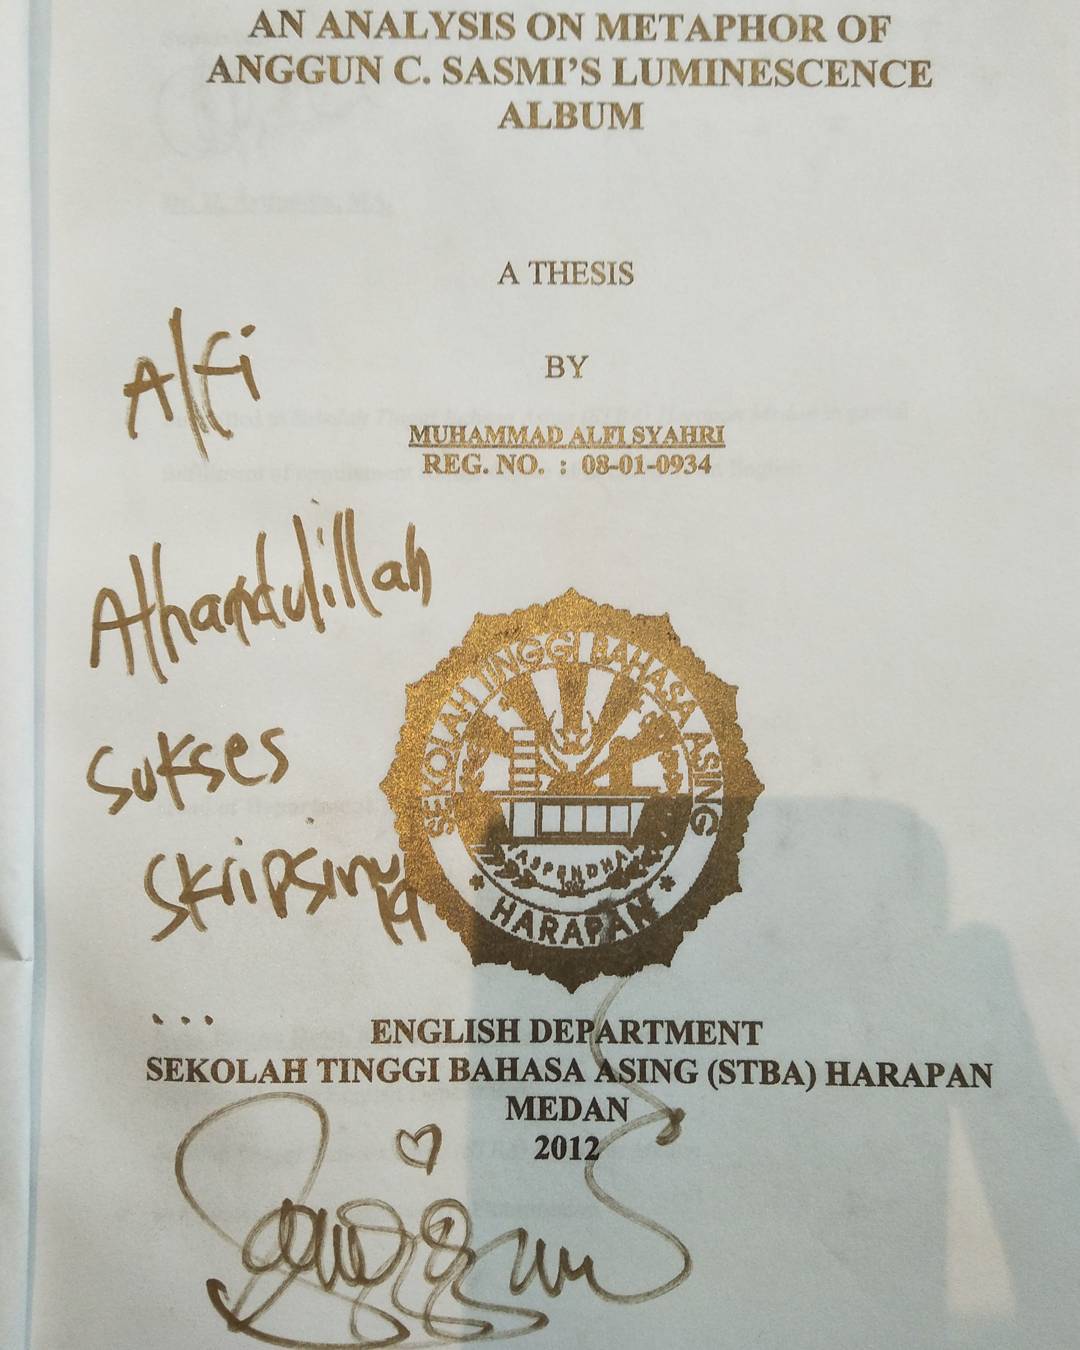 AN ANALYSIS ON METAPHOR OF
ANGGUN C. SASMI'S LUMINESCENCE
ALBUM
A THESIS
BY
MUHAMMAD ALFI SYAHRI
REG. NO. : 08-01-0934
Alfi
Alhamdulillah
sukses
skripsinya
...
SEKOLAH TINGGI BAHASA ASING
ASPENDHA
HARAPAN
ENGLISH DEPARTMENT
SEKOLAH TINGGI BAHASA ASING (STBA) HARAPAN
MEDAN
2012